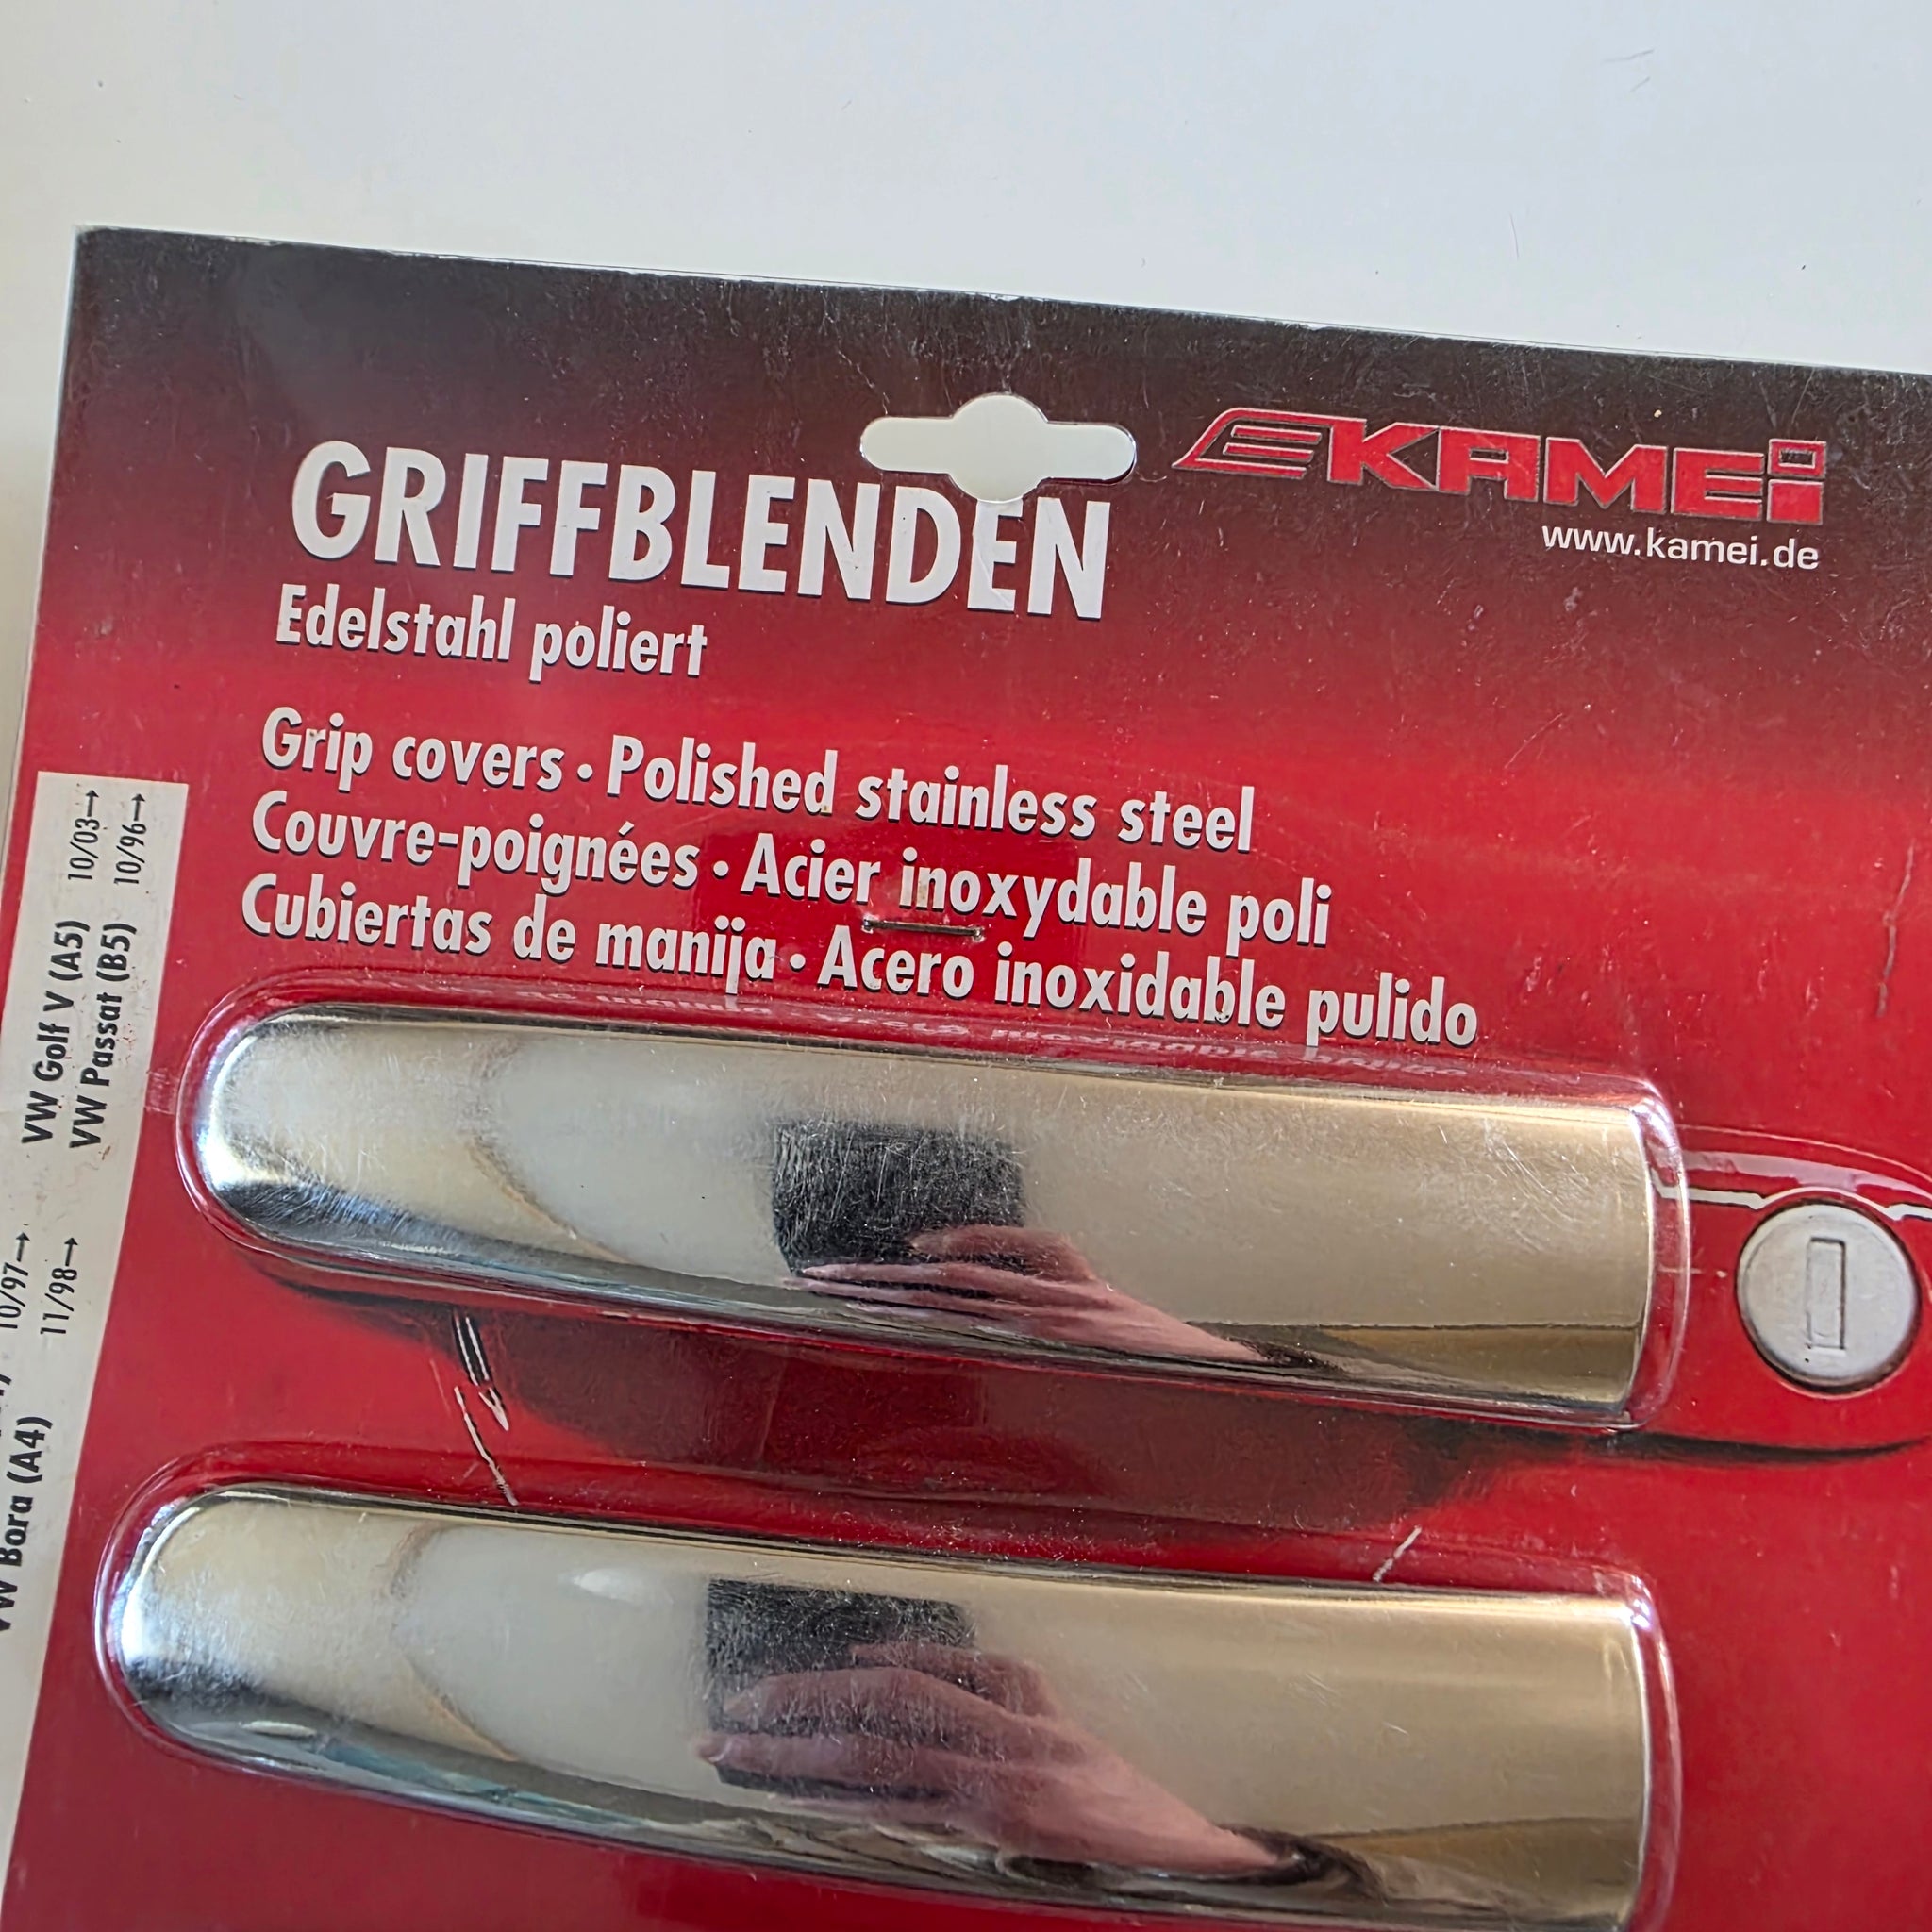 KAMEI
www.kamei.de
GRIFFBLENDEN
Edelstahl poliert
Grip covers · Polished stainless steel
Couvre-poignées · Acier inoxydable poli
Cubiertas de manija · Acero inoxidable pulido
VW Golf V (A5) 10/03→
VW Passat (B5) 10/96→
10/97→
VW Bora (A4) 11/98→